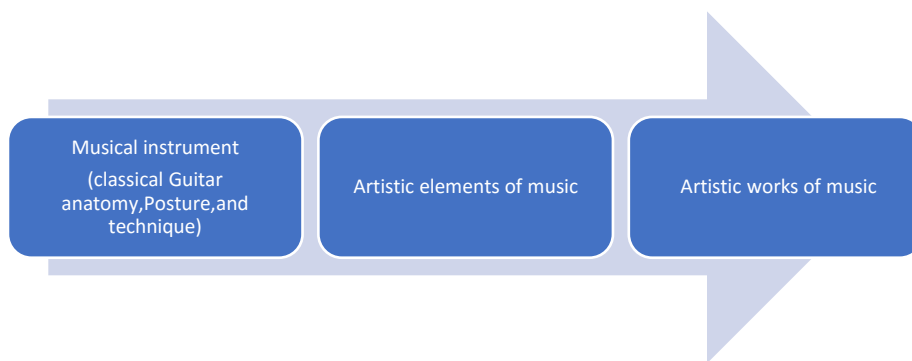 Musical instrument
(classical Guitar
anatomy,Posture,and
technique)
Artistic elements of music
Artistic works of music